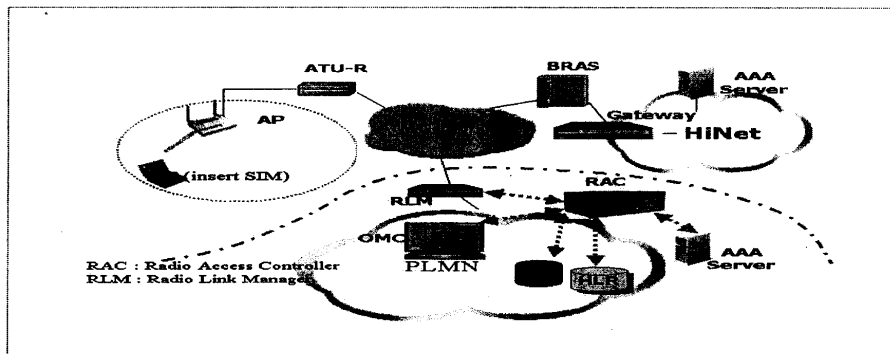 ATU-R
BRAS
AAA
Server
AP
Gateway
– HiNet
(insert SIM)
RAC
RLM
OMC
PLMN
HLR
AAA
Server
RAC : Radio Access Controller
RLM : Radio Link Manager